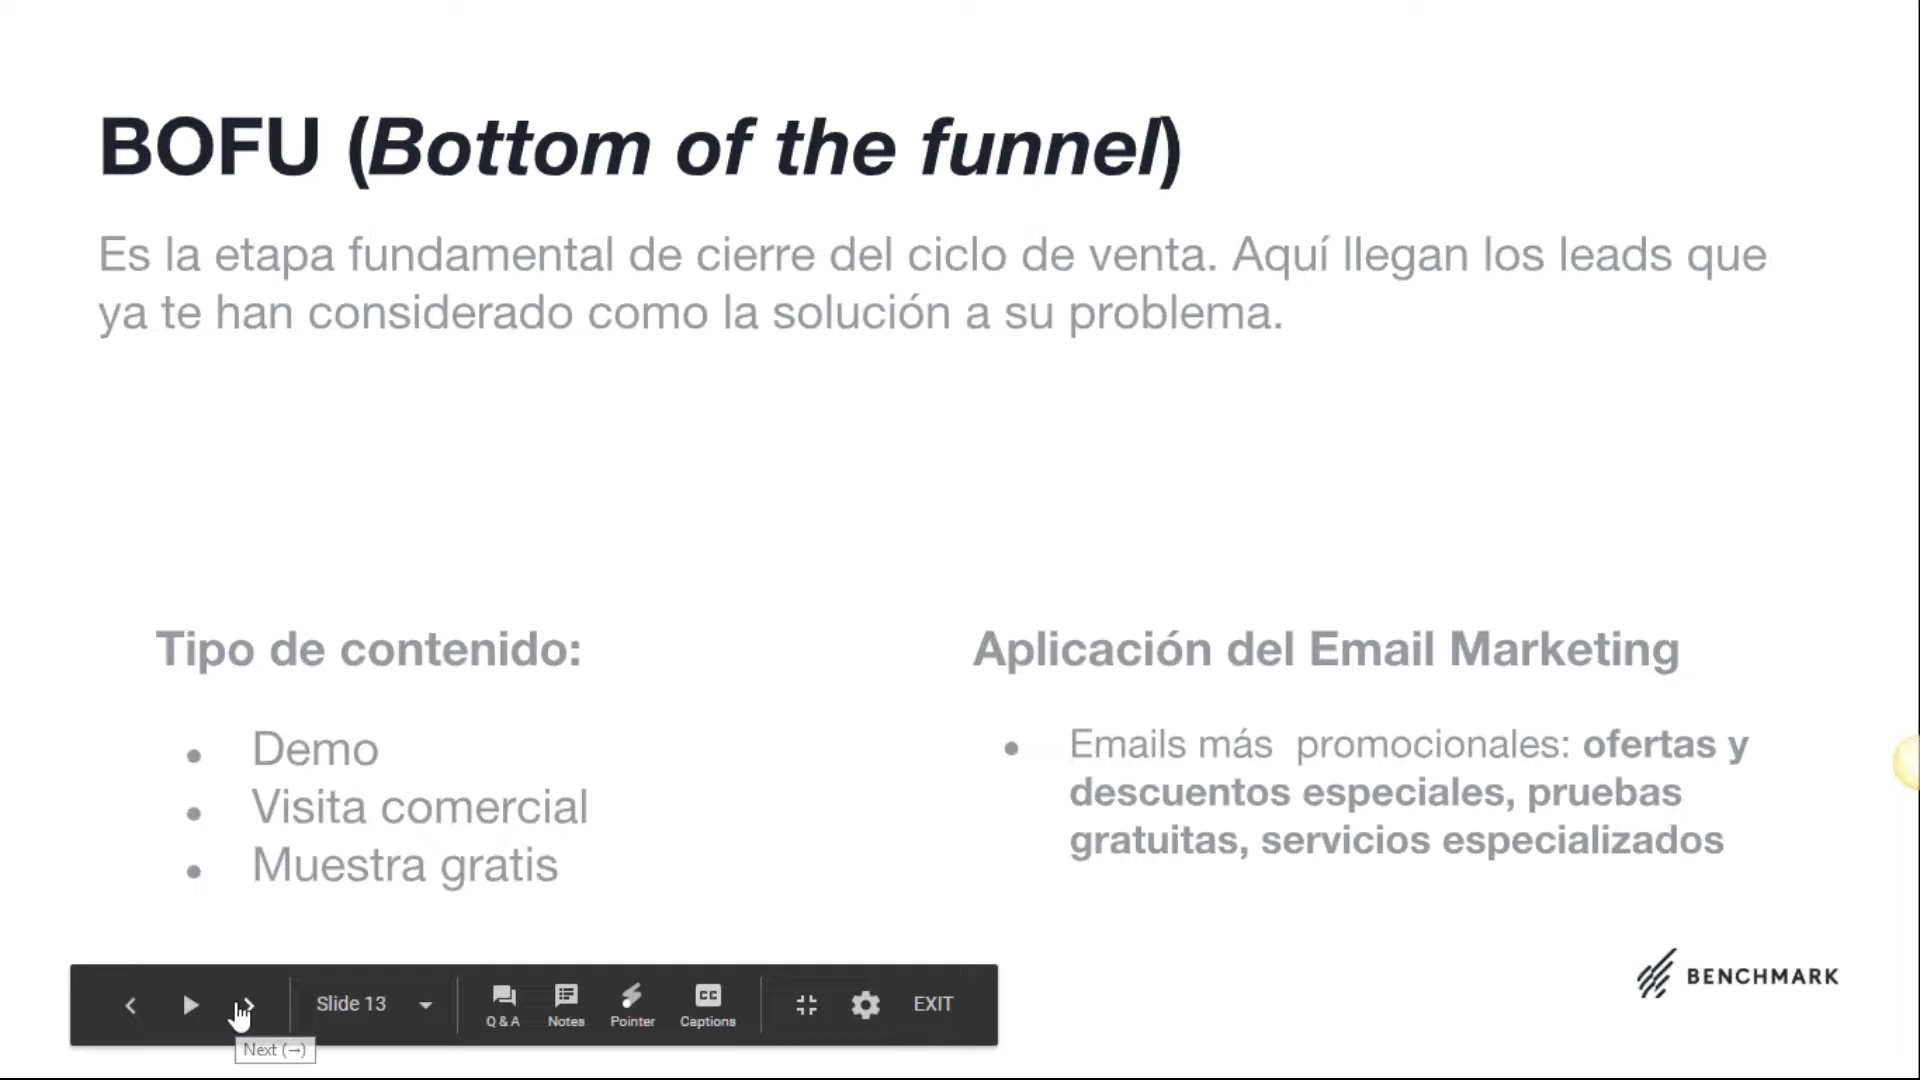 BOFU (Bottom of the funnel)
Es la etapa fundamental de cierre del ciclo de venta. Aquí llegan los leads que
ya te han considerado como la solución a su problema.
Tipo de contenido:
• Demo
• Visita comercial
• Muestra gratis
Aplicación del Email Marketing
• Emails más promocionales: ofertas y
descuentos especiales, pruebas
gratuitas, servicios especializados
BENCHMARK
Slide 13
Q & A
Notes
Pointer
CC
Captions
EXIT
Next (→)